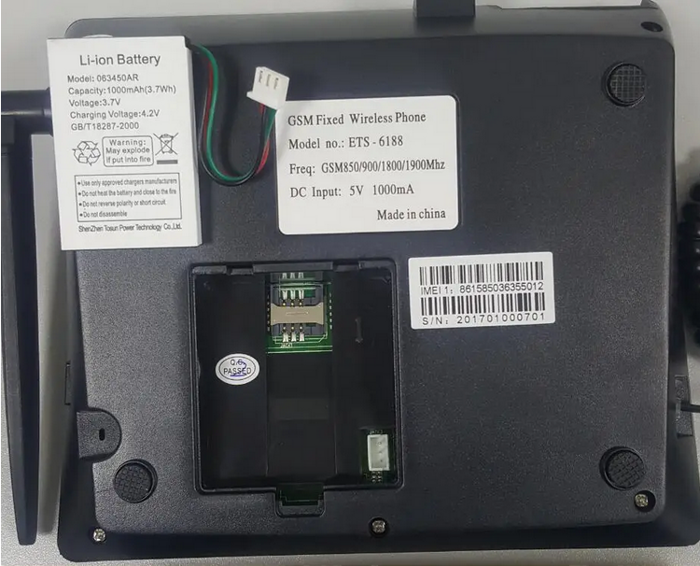 Li-ion Battery
Model: 063450AR
Capacity:1000mAh(3.7Wh)
Voltage:3.7V
Charging Voltage:4.2V
GB/T18287-2000
Warning:
May explode
if put into fire
•Use only approved chargers manufacturers
•Do not heat the battery and close to the fire
•Do not reverse polarity or short circuit
•Do not disassemble
ShenZhen Tosun Power Technology Co.,Ltd.
GSM Fixed Wireless Phone
Model no.: ETS - 6188
Freq: GSM850/900/1800/1900Mhz
DC Input: 5V 1000mA
Made in china
IMEI 1: 861585036355012
S/N: 201701000701
Q.C.
PASSED